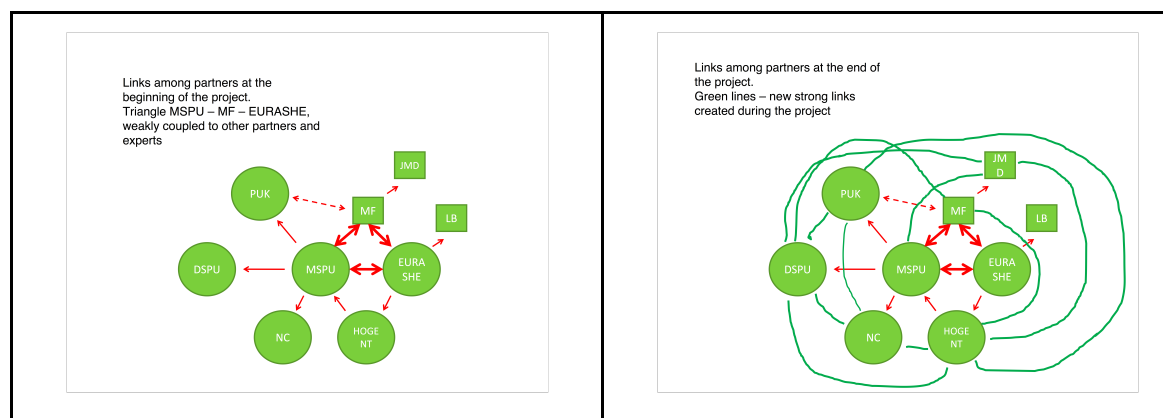 Links among partners at the
beginning of the project.
Triangle MSPU – MF – EURASHE,
weakly coupled to other partners and
experts
JMD
PUK
MF
LB
DSPU
MSPU
EURA
SHE
NC
HOGE
NT
Links among partners at the end of
the project.
Green lines – new strong links
created during the project
JM
D
PUK
MF
LB
DSPU
MSPU
EURA
SHE
NC
HOGE
NT